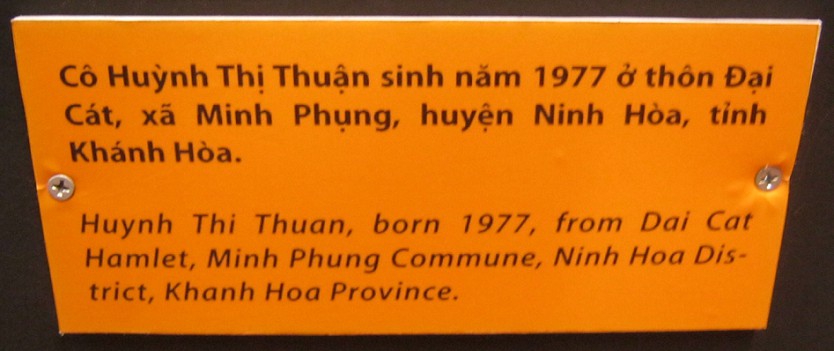 Cô Huỳnh Thị Thuận sinh năm 1977 ở thôn Đại
Cát, xã Minh Phụng, huyện Ninh Hòa, tỉnh
Khánh Hòa.
Huynh Thi Thuan, born 1977, from Dai Cat
Hamlet, Minh Phung Commune, Ninh Hoa Dis-
trict, Khanh Hoa Province.